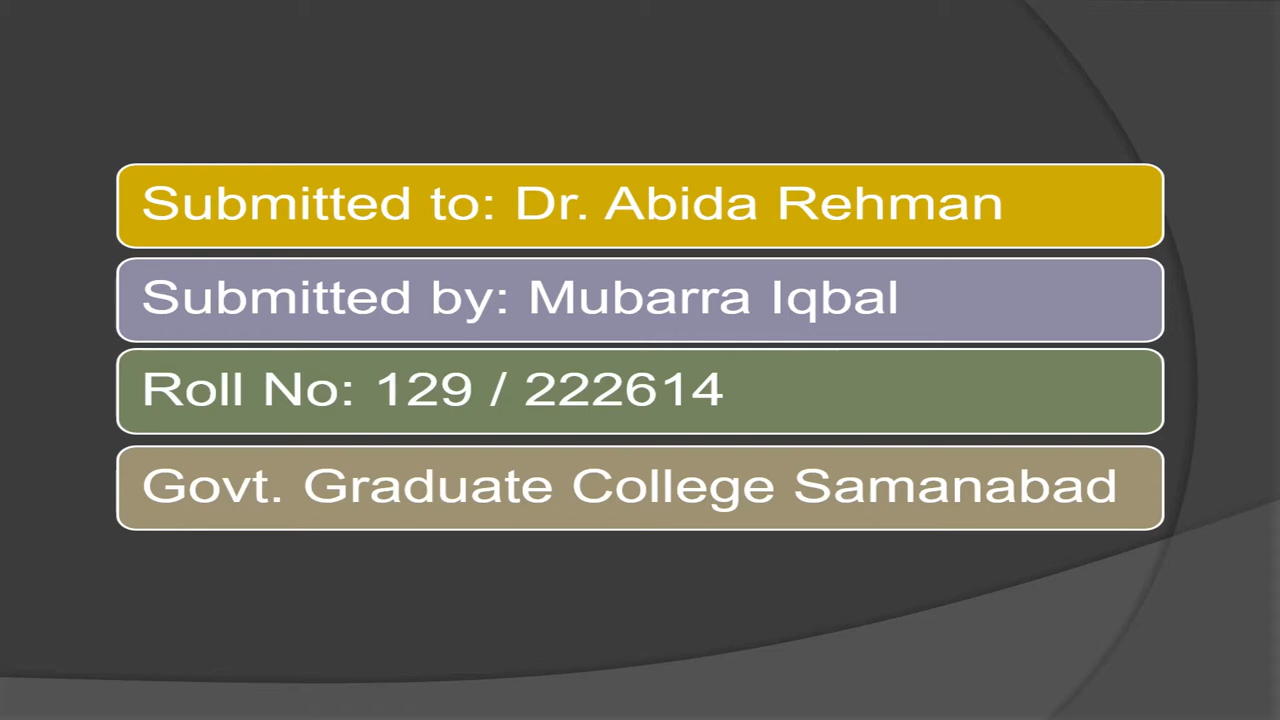 Submitted to: Dr. Abida Rehman
Submitted by: Mubarra Iqbal
Roll No: 129 / 222614
Govt. Graduate College Samanabad